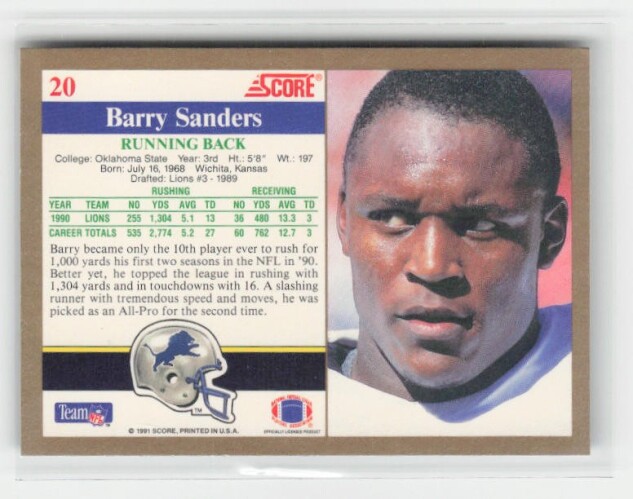 20 SCORE®
Barry Sanders
RUNNING BACK
College: Oklahoma State Year: 3rd Ht.: 5'8" Wt.: 197
Born: July 16, 1968 Wichita, Kansas
Drafted: Lions #3 - 1989
RUSHING RECEIVING
YEAR TEAM NO YDS AVG TD NO YDS AVG TD
1990 LIONS 255 1,304 5.1 13 36 480 13.3 3
CAREER TOTALS 535 2,774 5.2 27 60 762 12.7 3
Barry became only the 10th player ever to rush for
1,000 yards his first two seasons in the NFL in '90.
Better yet, he topped the league in rushing with
1,304 yards and in touchdowns with 16. A slashing
runner with tremendous speed and moves, he was
picked as an All-Pro for the second time.
TM
Team NFL
© 1991 SCORE, PRINTED IN U.S.A.
OFFICIALLY LICENSED PRODUCT